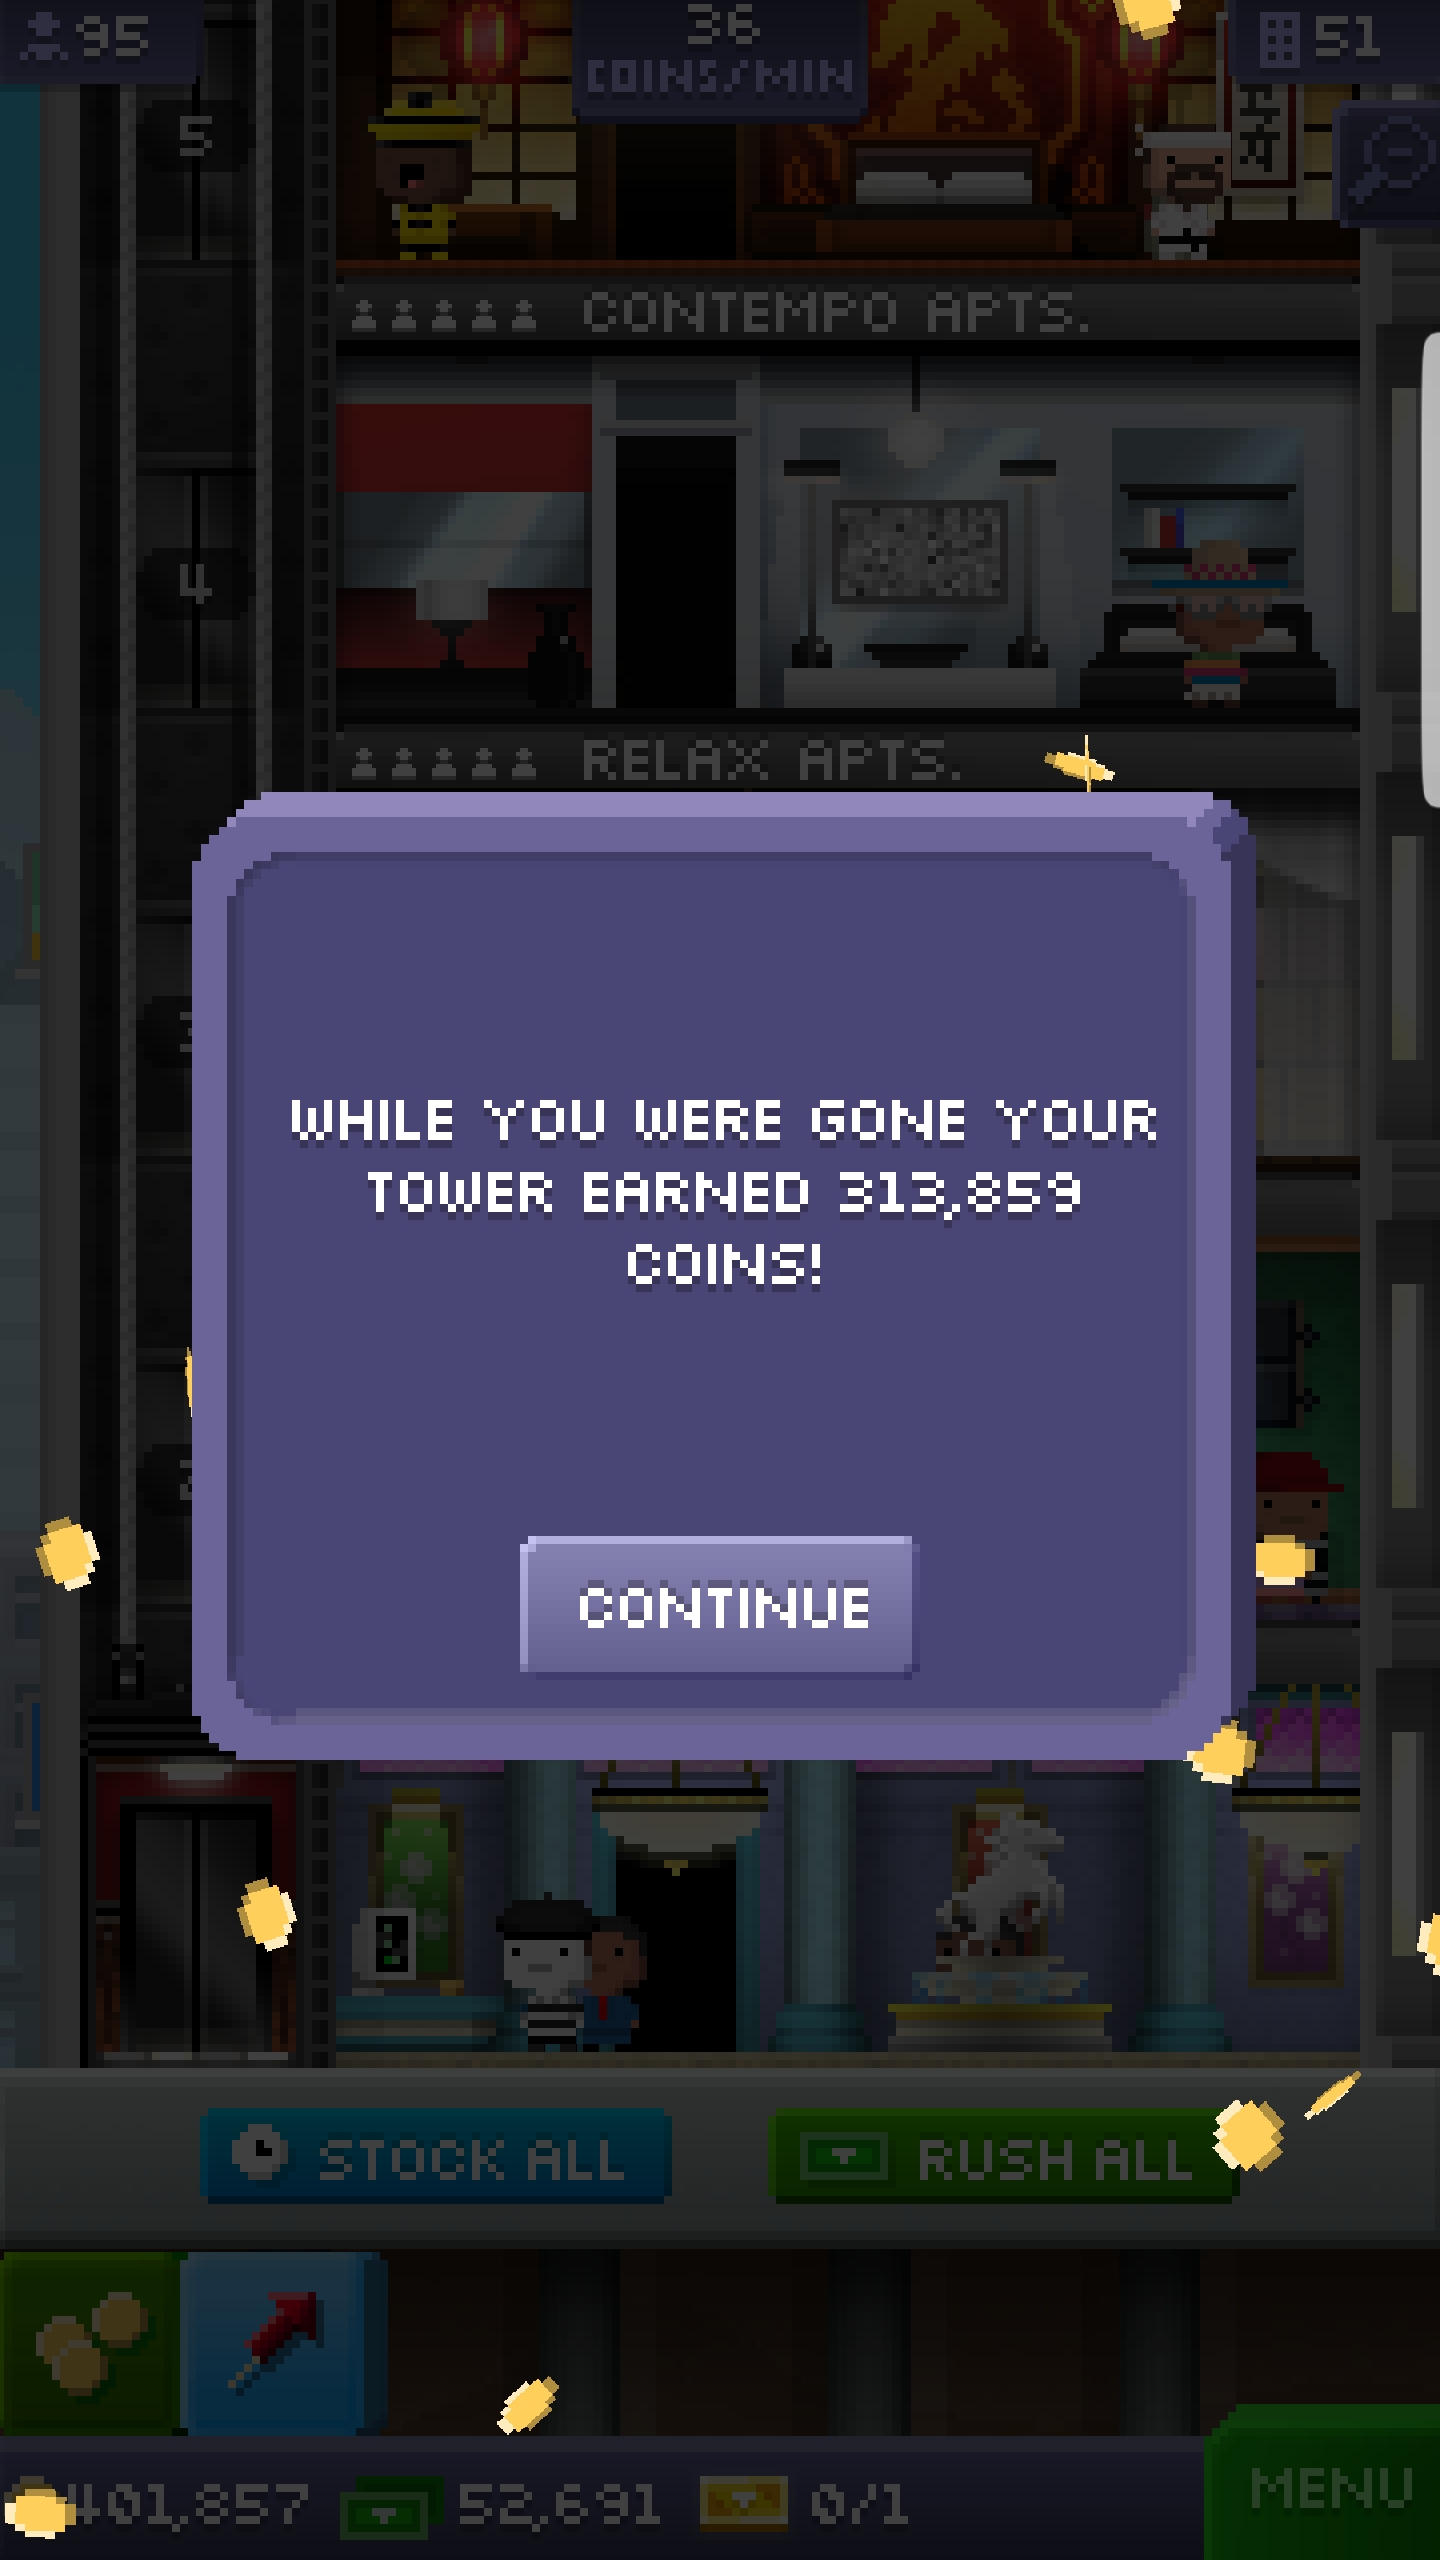 95
36
COINS/MIN
51
5
CONTEMPO APTS.
4
RELAX APTS.
WHILE YOU WERE GONE YOUR
TOWER EARNED 313,859
COINS!
CONTINUE
STOCK ALL
RUSH ALL
401,857
52,691
0/1
MENU